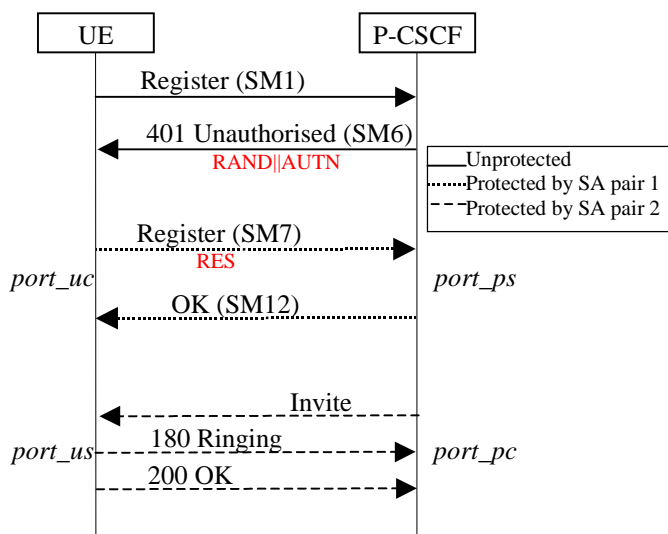 UE
P-CSCF
Register (SM1)
401 Unauthorised (SM6)
RAND||AUTN
Unprotected
Protected by SA pair 1
Protected by SA pair 2
Register (SM7)
RES
port_uc
port_ps
OK (SM12)
Invite
180 Ringing
port_us
port_pc
200 OK